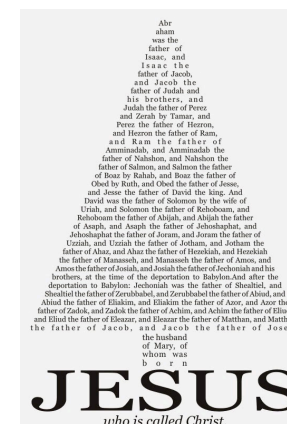 Abr
aham
was the
father of
Isaac, and
Isaac the
father of Jacob,
and Jacob the
father of Judah and
his brothers, and
Judah the father of Perez
and Zerah by Tamar, and
Perez the father of Hezron,
and Hezron the father of Ram,
and Ram the father of
Amminadab, and Amminadab the
father of Nahshon, and Nahshon the
father of Salmon, and Salmon the father
of Boaz by Rahab, and Boaz the father of
Obed by Ruth, and Obed the father of Jesse,
and Jesse the father of David the king. And
David was the father of Solomon by the wife of
Uriah, and Solomon the father of Rehoboam, and
Rehoboam the father of Abijah, and Abijah the father
of Asaph, and Asaph the father of Jehoshaphat, and
Jehoshaphat the father of Joram, and Joram the father of
Uzziah, and Uzziah the father of Jotham, and Jotham the
father of Ahaz, and Ahaz the father of Hezekiah, and Hezekiah
the father of Manasseh, and Manasseh the father of Amos, and
Amos the father of Josiah, and Josiah the father of Jechoniah and his
brothers, at the time of the deportation to Babylon.And after the
deportation to Babylon: Jechoniah was the father of Shealtiel, and
Shealtiel the father of Zerubbabel, and Zerubbabel the father of Abiud, and
Abiud the father of Eliakim, and Eliakim the father of Azor, and Azor the
father of Zadok, and Zadok the father of Achim, and Achim the father of Eliu
and Eliud the father of Eleazar, and Eleazar the father of Matthan, and Matth
the father of Jacob, and Jacob the father of Jose
the husband
of Mary, of
whom was
born
JESUS
who is called Christ